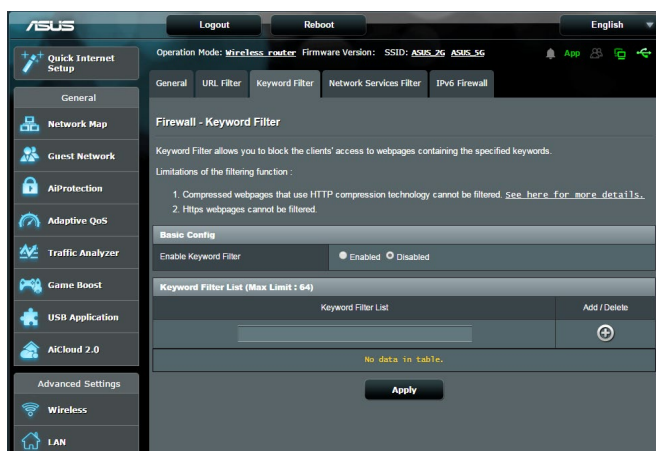 ASUS
Logout
Reboot
English
Quick Internet Setup
Operation Mode: Wireless router Firmware Version: SSID: ASUS_2G ASUS_5G
App
General
URL Filter
Keyword Filter
Network Services Filter
IPv6 Firewall
General
Network Map
Guest Network
AiProtection
Adaptive QoS
Traffic Analyzer
Game Boost
USB Application
AiCloud 2.0
Advanced Settings
Wireless
LAN
Firewall - Keyword Filter
Keyword Filter allows you to block the clients' access to webpages containing the specified keywords.
Limitations of the filtering function :
1. Compressed webpages that use HTTP compression technology cannot be filtered. See here for more details.
2. Https webpages cannot be filtered.
Basic Config
Enable Keyword Filter
Enabled Disabled
Keyword Filter List (Max Limit : 64)
Keyword Filter List
Add / Delete
No data in table.
Apply